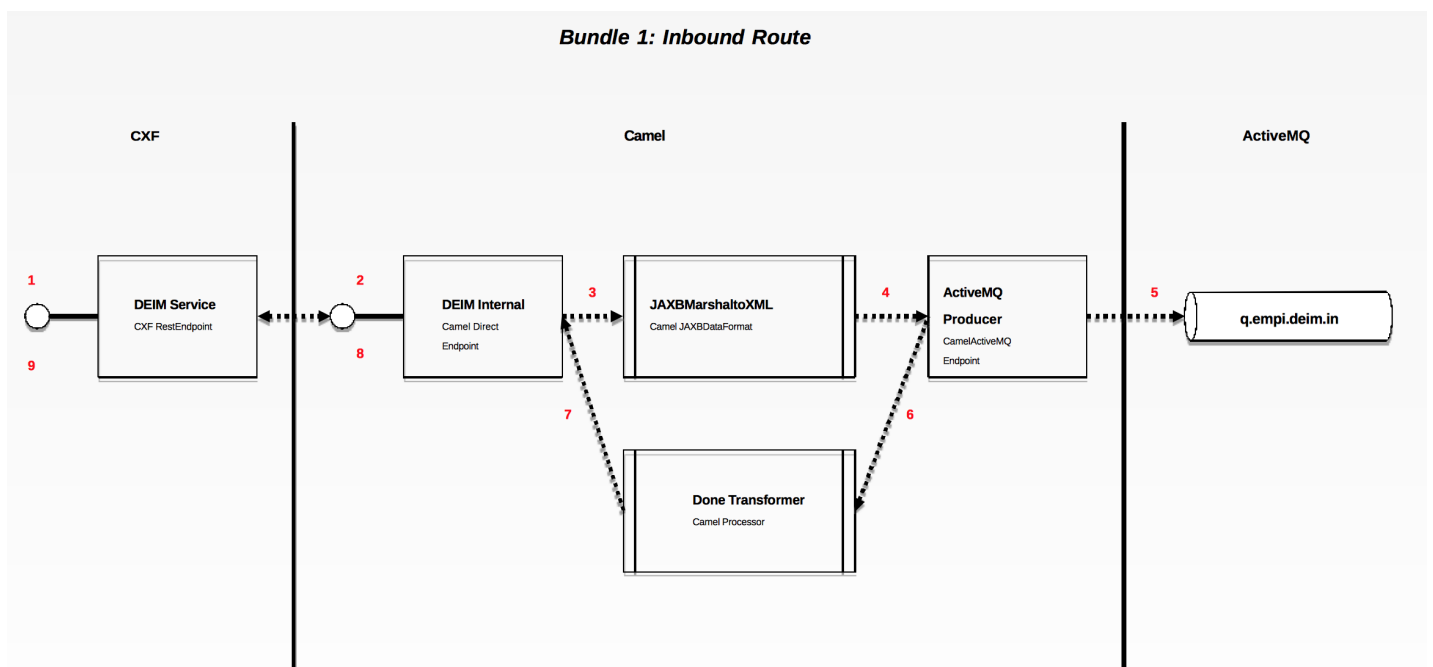 Bundle 1: Inbound Route
CXF
Camel
ActiveMQ
1
9
DEIM Service
CXF RestEndpoint
2
8
DEIM Internal
Camel Direct
Endpoint
3
7
JAXBMarshaltoXML
Camel JAXBDataFormat
4
6
ActiveMQ
Producer
CamelActiveMQ
Endpoint
5
q.empi.deim.in
Done Transformer
Camel Processor